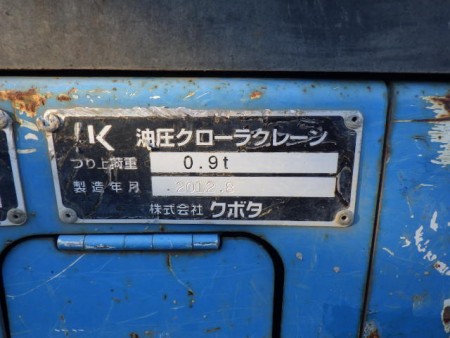 K 油圧クローラクレーン
つり上荷重 0.9t
製造年月 2012.8
株式会社 クボタ